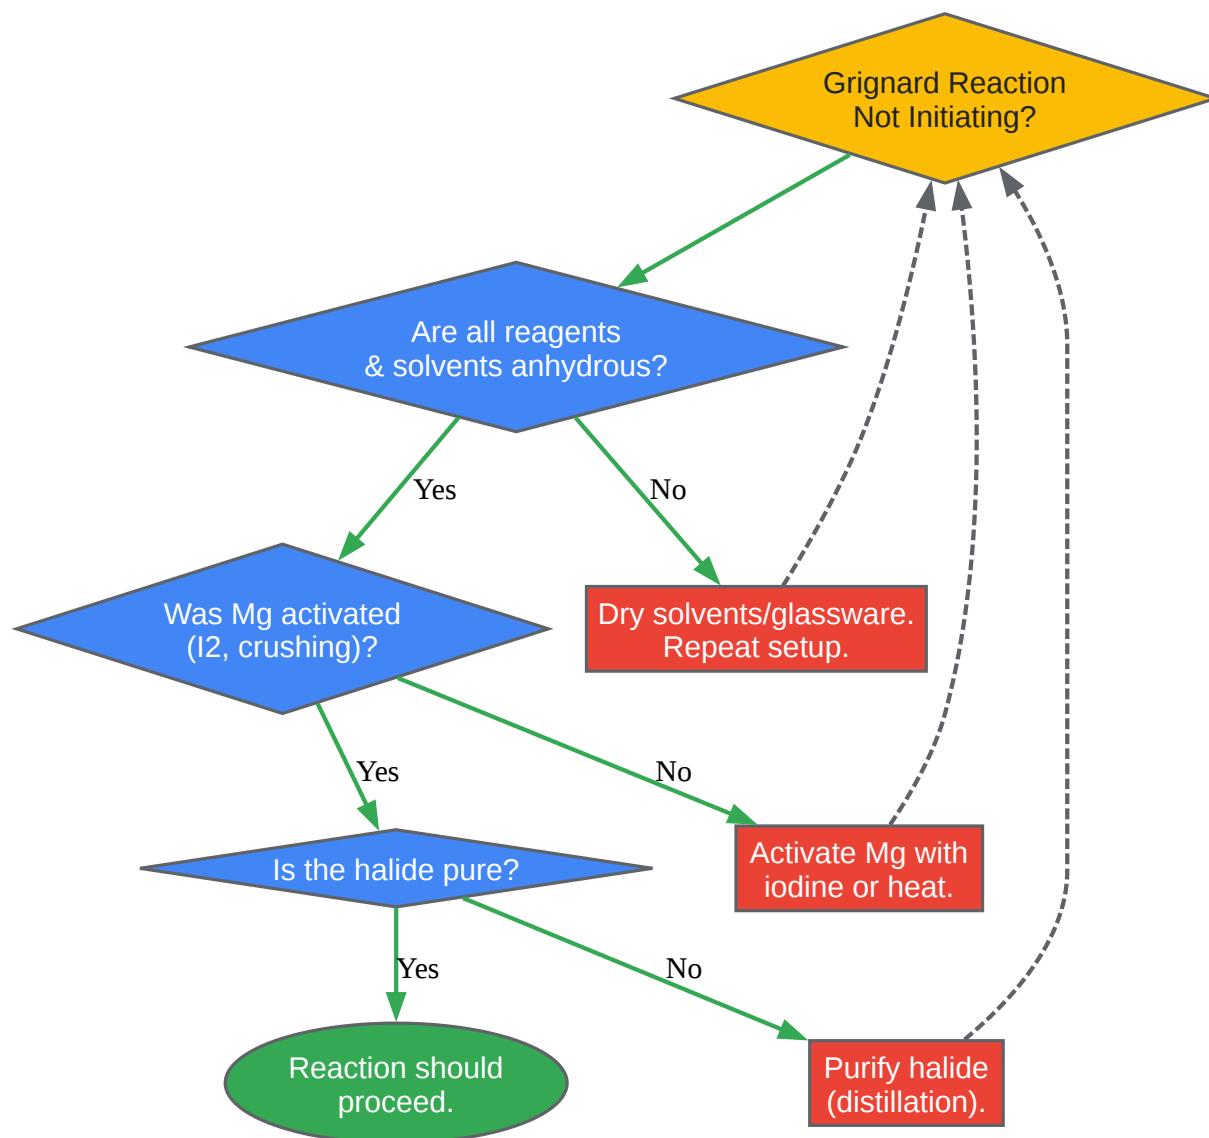 Grignard Reaction
Not Initiating?
Are all reagents
& solvents anhydrous?
Yes
No
Was Mg activated
(I2, crushing)?
Dry solvents/glassware.
Repeat setup.
Yes
No
Is the halide pure?
Activate Mg with
iodine or heat.
Yes
No
Reaction should
proceed.
Purify halide
(distillation).